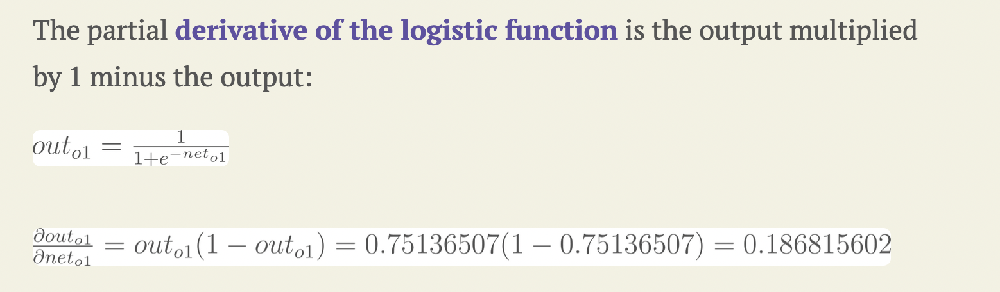 The partial derivative of the logistic function is the output multiplied
by 1 minus the output:
$out_{o1} = \frac{1}{1+e^{-net_{o1}}}$
$\frac{\partial out_{o1}}{\partial net_{o1}} = out_{o1}(1 - out_{o1}) = 0.75136507(1 - 0.75136507) = 0.186815602$